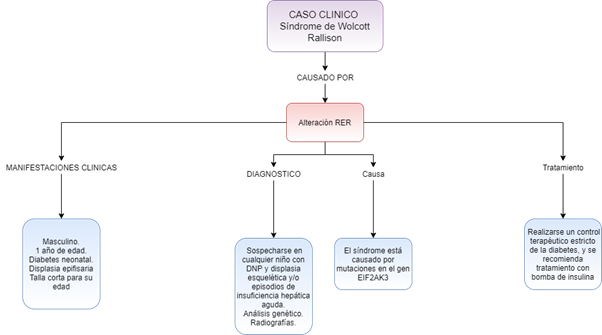 CASO CLINICO
Síndrome de Wolcott
Rallison
CAUSADO POR
Alteración RER
MANIFESTACIONES CLINICAS
DIAGNOSTICO
Causa
Tratamiento
Masculino.
1 año de edad.
Diabetes neonatal.
Displasia epifisaria
Talla corta para su
edad
Sospecharse en
cualquier niño con
DNP y displasia
esquelética y/o
episodios de
insuficiencia hepática
aguda.
Análisis genético.
Radiografías.
El síndrome está
causado por
mutaciones en el gen
EIF2AK3
Realizarse un control
terapéutico estricto
de la diabetes, y se
recomienda
tratamiento con
bomba de insulina